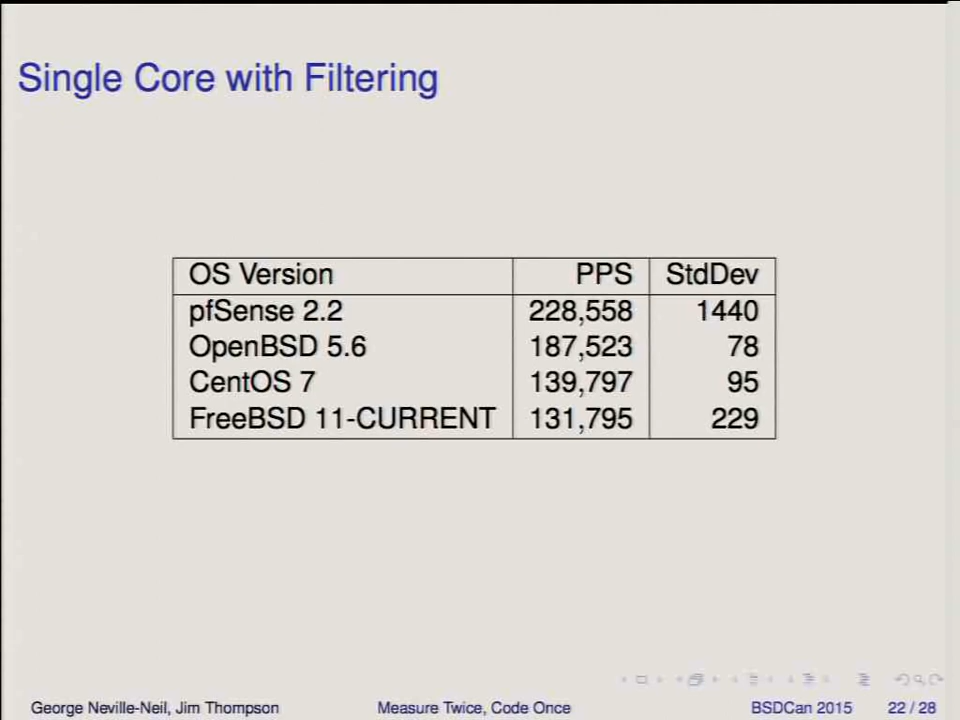 Single Core with Filtering
OS Version PPS StdDev
pfSense 2.2 228,558 1440
OpenBSD 5.6 187,523 78
CentOS 7 139,797 95
FreeBSD 11-CURRENT 131,795 229
George Neville-Neil, Jim Thompson Measure Twice, Code Once BSDCan 2015 22 / 28